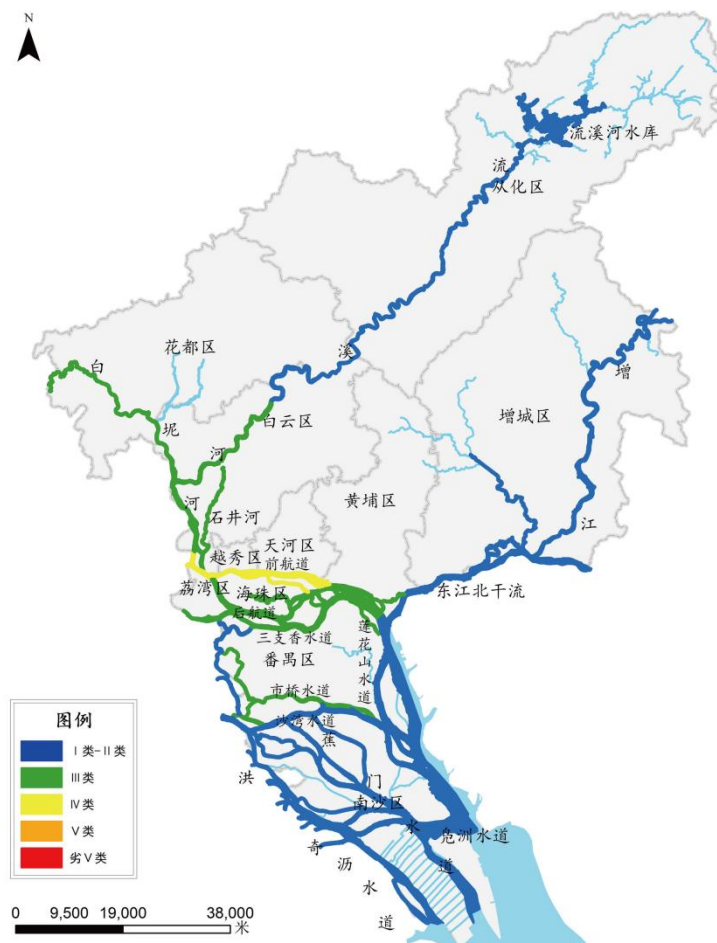 N
流溪河水库
流
从化区
溪
花都区
白
增
坭
白云区
增城区
河
河
石井河
黄埔区
江
天河区
越秀区
前航道
荔湾区
海珠区
后航道
东江北干流
三支香水道
莲花山水道
番禺区
市桥水道
沙湾水道
蕉
洪
门
南沙区
水
凫洲水道
奇
沥
道
水
道
图例
Ⅰ类-Ⅱ类
Ⅲ类
Ⅳ类
Ⅴ类
劣Ⅴ类
0 9,500 19,000 38,000
米